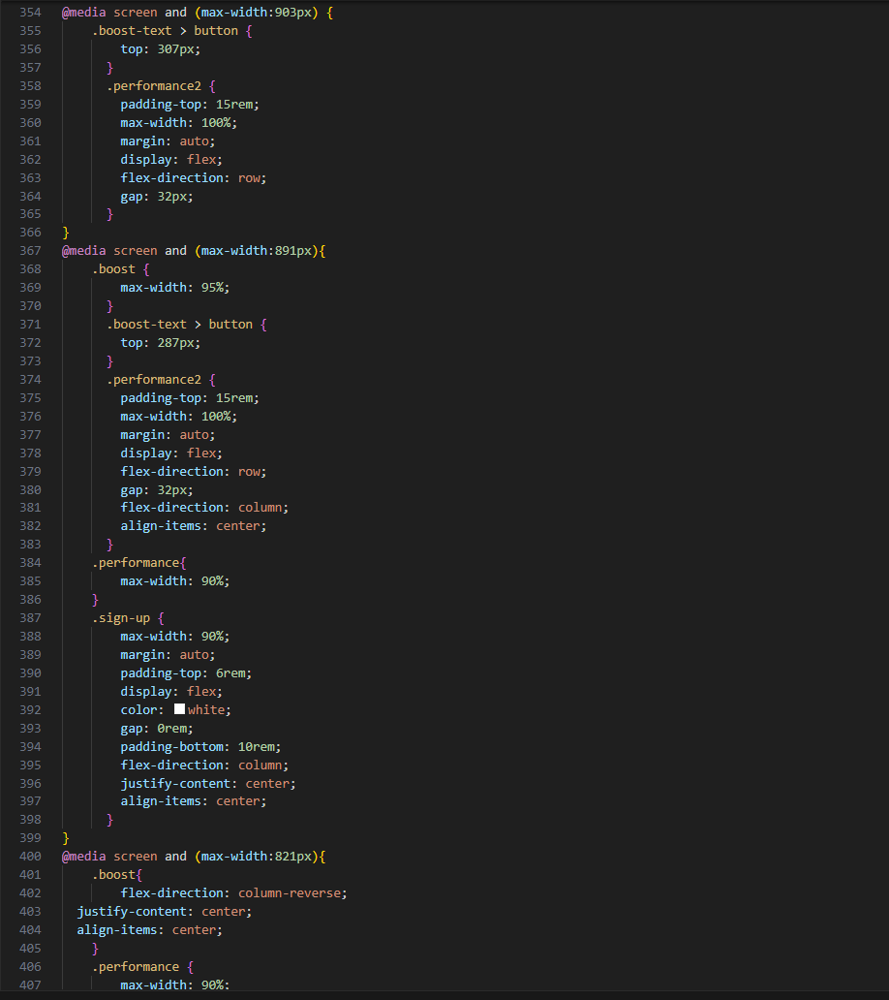 354 @media screen and (max-width:903px) {
355 .boost-text > button {
356 top: 307px;
357 }
358 .performance2 {
359 padding-top: 15rem;
360 max-width: 100%;
361 margin: auto;
362 display: flex;
363 flex-direction: row;
364 gap: 32px;
365 }
366 }
367 @media screen and (max-width:891px){
368 .boost {
369 max-width: 95%;
370 }
371 .boost-text > button {
372 top: 287px;
373 }
374 .performance2 {
375 padding-top: 15rem;
376 max-width: 100%;
377 margin: auto;
378 display: flex;
379 flex-direction: row;
380 gap: 32px;
381 flex-direction: column;
382 align-items: center;
383 }
384 .performance{
385 max-width: 90%;
386 }
387 .sign-up {
388 max-width: 90%;
389 margin: auto;
390 padding-top: 6rem;
391 display: flex;
392 color: white;
393 gap: 0rem;
394 padding-bottom: 10rem;
395 flex-direction: column;
396 justify-content: center;
397 align-items: center;
398 }
399 }
400 @media screen and (max-width:821px){
401 .boost{
402 flex-direction: column-reverse;
403 justify-content: center;
404 align-items: center;
405 }
406 .performance {
407 max-width: 90%;